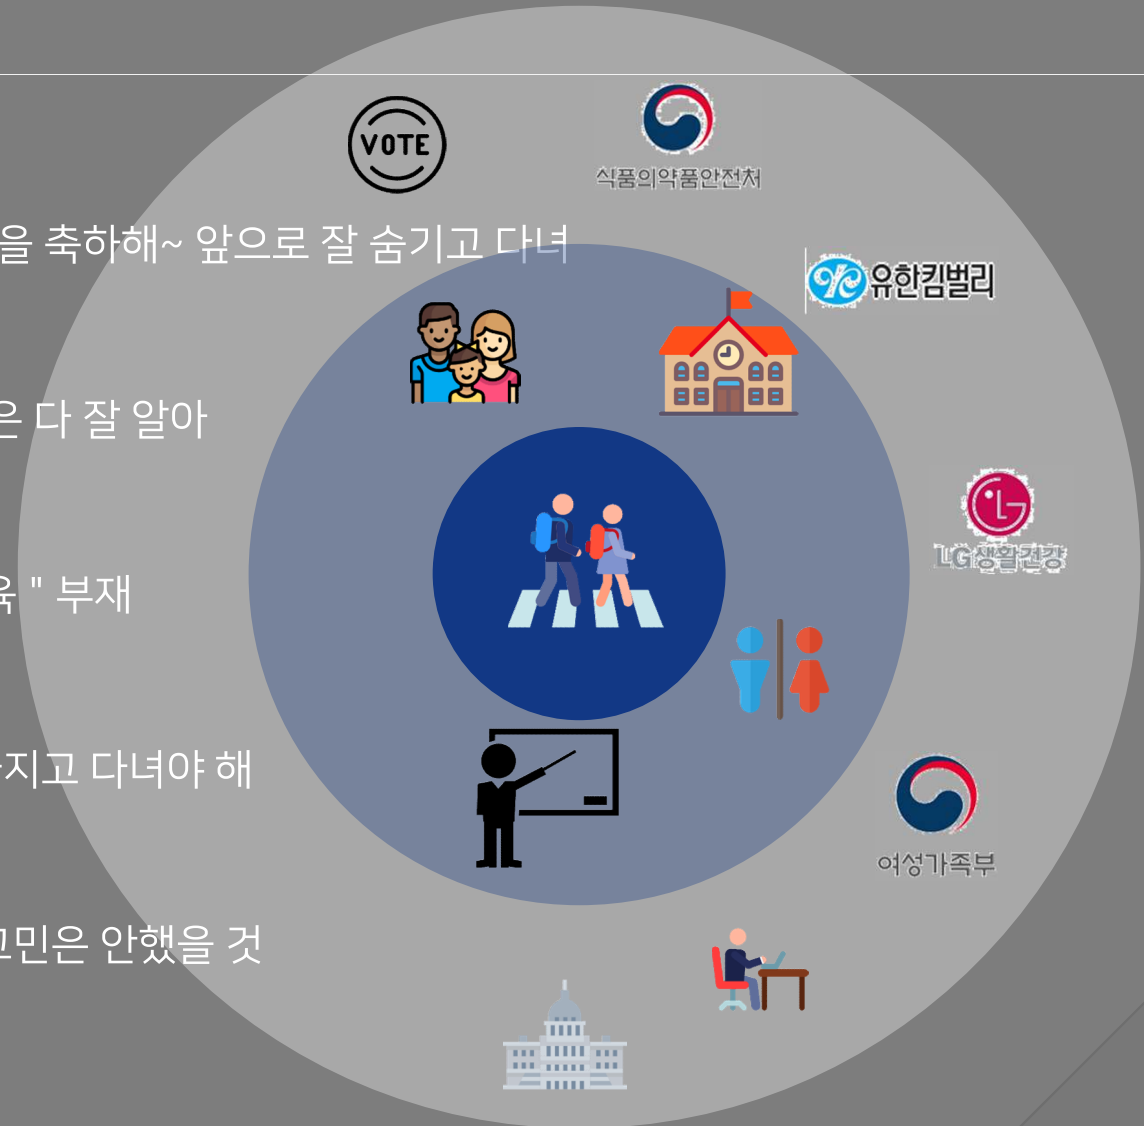 VOTE
식품의약품안전처
을 축하해~ 앞으로 잘 숨기고 다녀
유한킴벌리
은 다 잘 알아
LG생활건강
육 " 부재
지고 다녀야 해
여성가족부
고민은 안했을 것